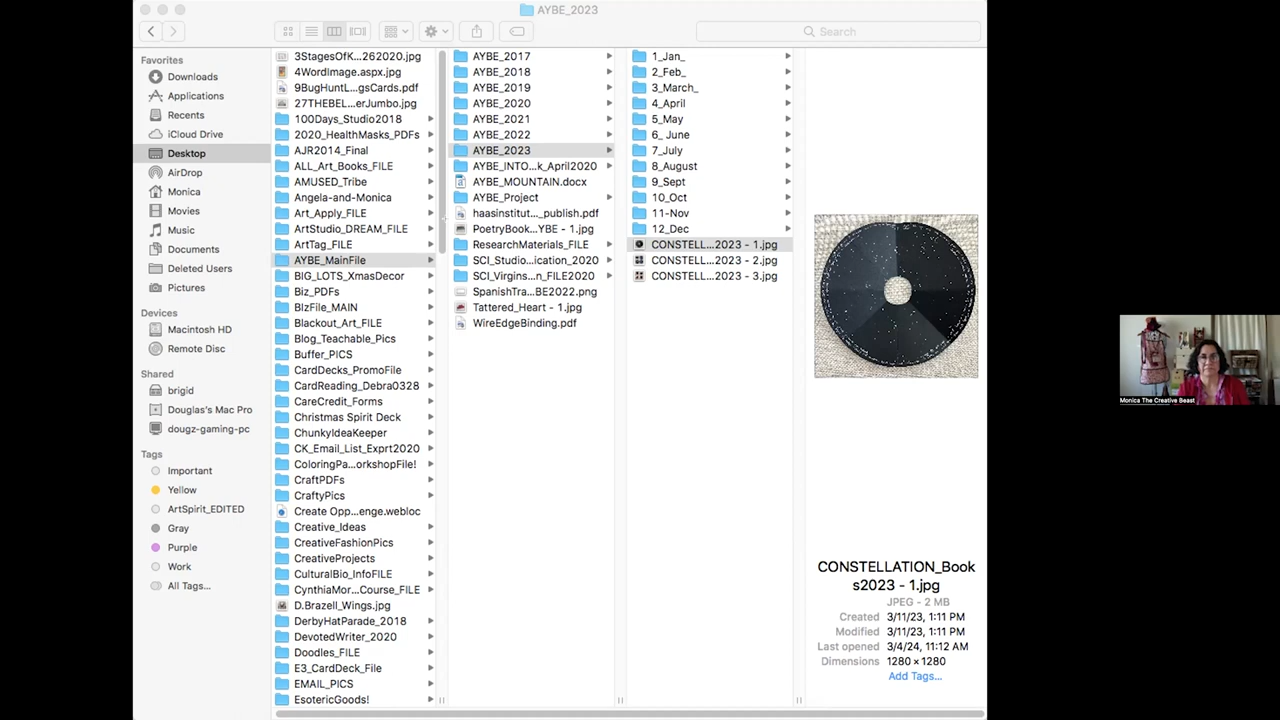 AYBE_2023
Search
Favorites
Downloads
Applications
Recents
iCloud Drive
Desktop
AirDrop
Monica
Movies
Music
Documents
Deleted Users
Pictures
Devices
Macintosh HD
Remote Disc
Shared
brigid
Douglas's Mac Pro
dougz-gaming-pc
Tags
Important
Yellow
ArtSpirit_EDITED
Gray
Purple
Work
All Tags...
3StagesOfK...262020.jpg
4WordImage.aspx.jpg
9BugHuntL...gsCards.pdf
27THEBEL...erJumbo.jpg
100Days_Studio2018
2020_HealthMasks_PDFs
AJR2014_Final
ALL_Art_Books_FILE
AMUSED_Tribe
Angela-and-Monica
Art_Apply_FILE
ArtStudio_DREAM_FILE
ArtTag_FILE
AYBE_MainFile
BIG_LOTS_XmasDecor
Biz_PDFs
BIzFile_MAIN
Blackout_Art_FILE
Blog_Teachable_Pics
Buffer_PICS
CardDecks_PromoFile
CardReading_Debra0328
CareCredit_Forms
Christmas Spirit Deck
ChunkyIdeaKeeper
CK_Email_List_Exprt2020
ColoringPa...orkshopFile!
CraftPDFs
CraftyPics
Create Opp...enge.webloc
Creative_Ideas
CreativeFashionPics
CreativeProjects
CulturalBio_InfoFILE
CynthiaMor...Course_FILE
D.Brazell_Wings.jpg
DerbyHatParade_2018
DevotedWriter_2020
Doodles_FILE
E3_CardDeck_File
EMAIL_PICS
EsotericGoods!
AYBE_2017
AYBE_2018
AYBE_2019
AYBE_2020
AYBE_2021
AYBE_2022
AYBE_2023
AYBE_INTO...k_April2020
AYBE_MOUNTAIN.docx
AYBE_Project
haasinstitut..._publish.pdf
PoetryBook...YBE - 1.jpg
ResearchMaterials_FILE
SCI_Studio...ication_2020
SCI_Virgins...n_FILE2020
SpanishTra...BE2022.png
Tattered_Heart - 1.jpg
WireEdgeBinding.pdf
1_Jan_
2_Feb_
3_March_
4_April
5_May
6_ June
7_July
8_August
9_Sept
10_Oct
11-Nov
12_Dec
CONSTELL...2023 - 1.jpg
CONSTELL...2023 - 2.jpg
CONSTELL...2023 - 3.jpg
CONSTELLATION_Book
s2023 - 1.jpg
JPEG - 2 MB
Created 3/11/23, 1:11 PM
Modified 3/11/23, 1:11 PM
Last opened 3/4/24, 11:12 AM
Dimensions 1280 × 1280
Add Tags...
Monica The Creative Beast